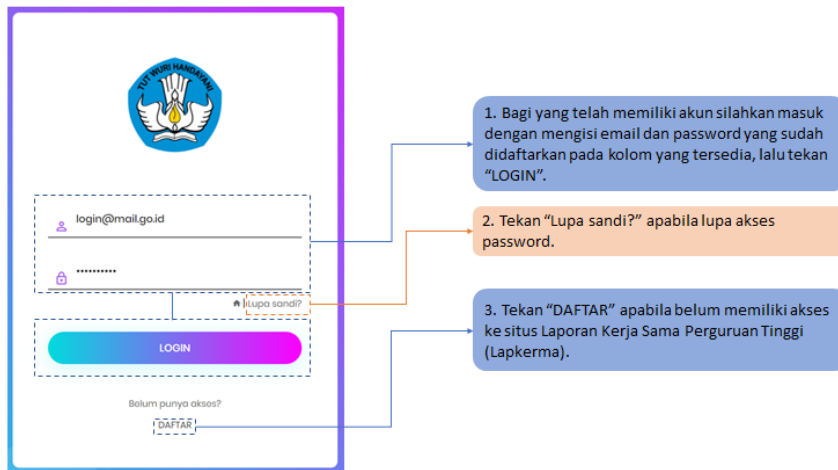 TUT WURI HANDAYANI
login@mail.go.id
**********
Lupa sandi?
LOGIN
Belum punya akses?
DAFTAR
1. Bagi yang telah memiliki akun silahkan masuk
dengan mengisi email dan password yang sudah
didaftarkan pada kolom yang tersedia, lalu tekan
“LOGIN”.
2. Tekan “Lupa sandi?” apabila lupa akses
password.
3. Tekan “DAFTAR” apabila belum memiliki akses
ke situs Laporan Kerja Sama Perguruan Tinggi
(Lapkerma).